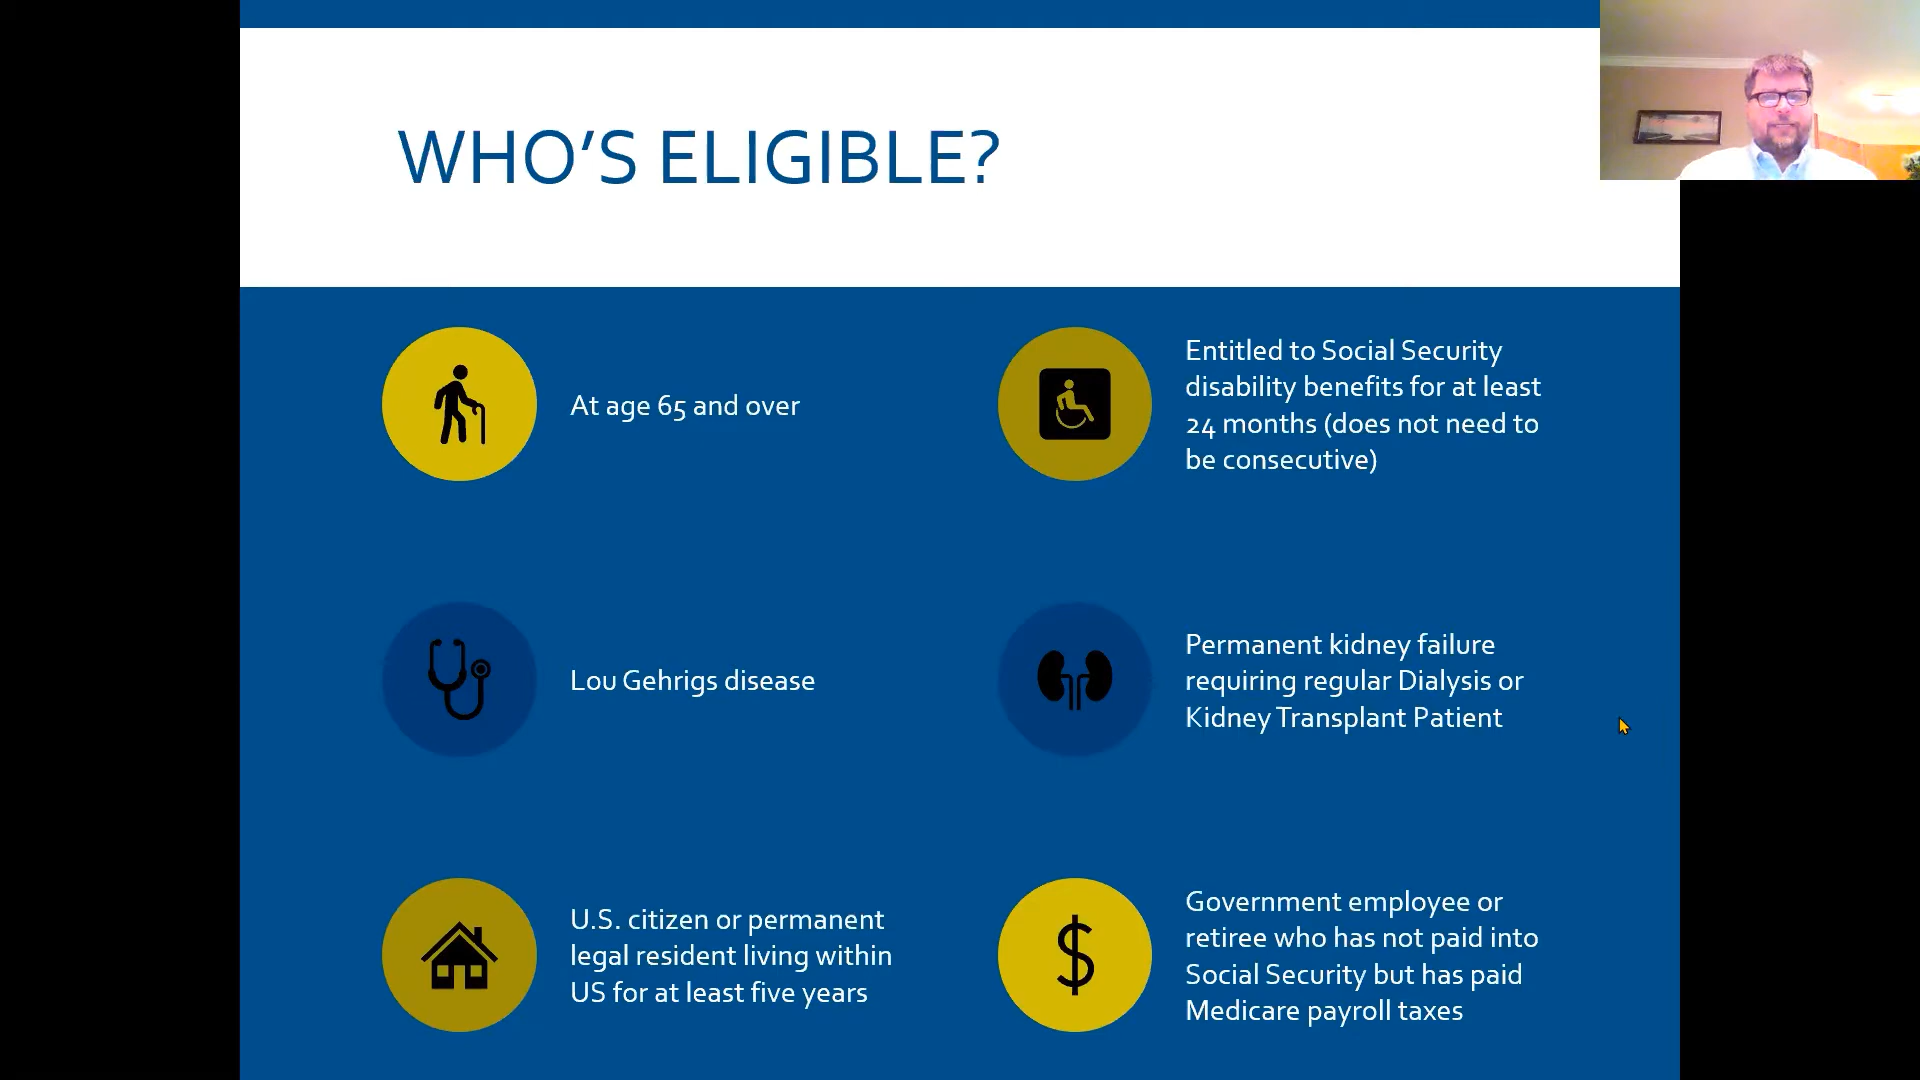 WHO'S ELIGIBLE?
At age 65 and over
Entitled to Social Security
disability benefits for at least
24 months (does not need to
be consecutive)
Lou Gehrigs disease
Permanent kidney failure
requiring regular Dialysis or
Kidney Transplant Patient
U.S. citizen or permanent
legal resident living within
US for at least five years
Government employee or
retiree who has not paid into
Social Security but has paid
Medicare payroll taxes